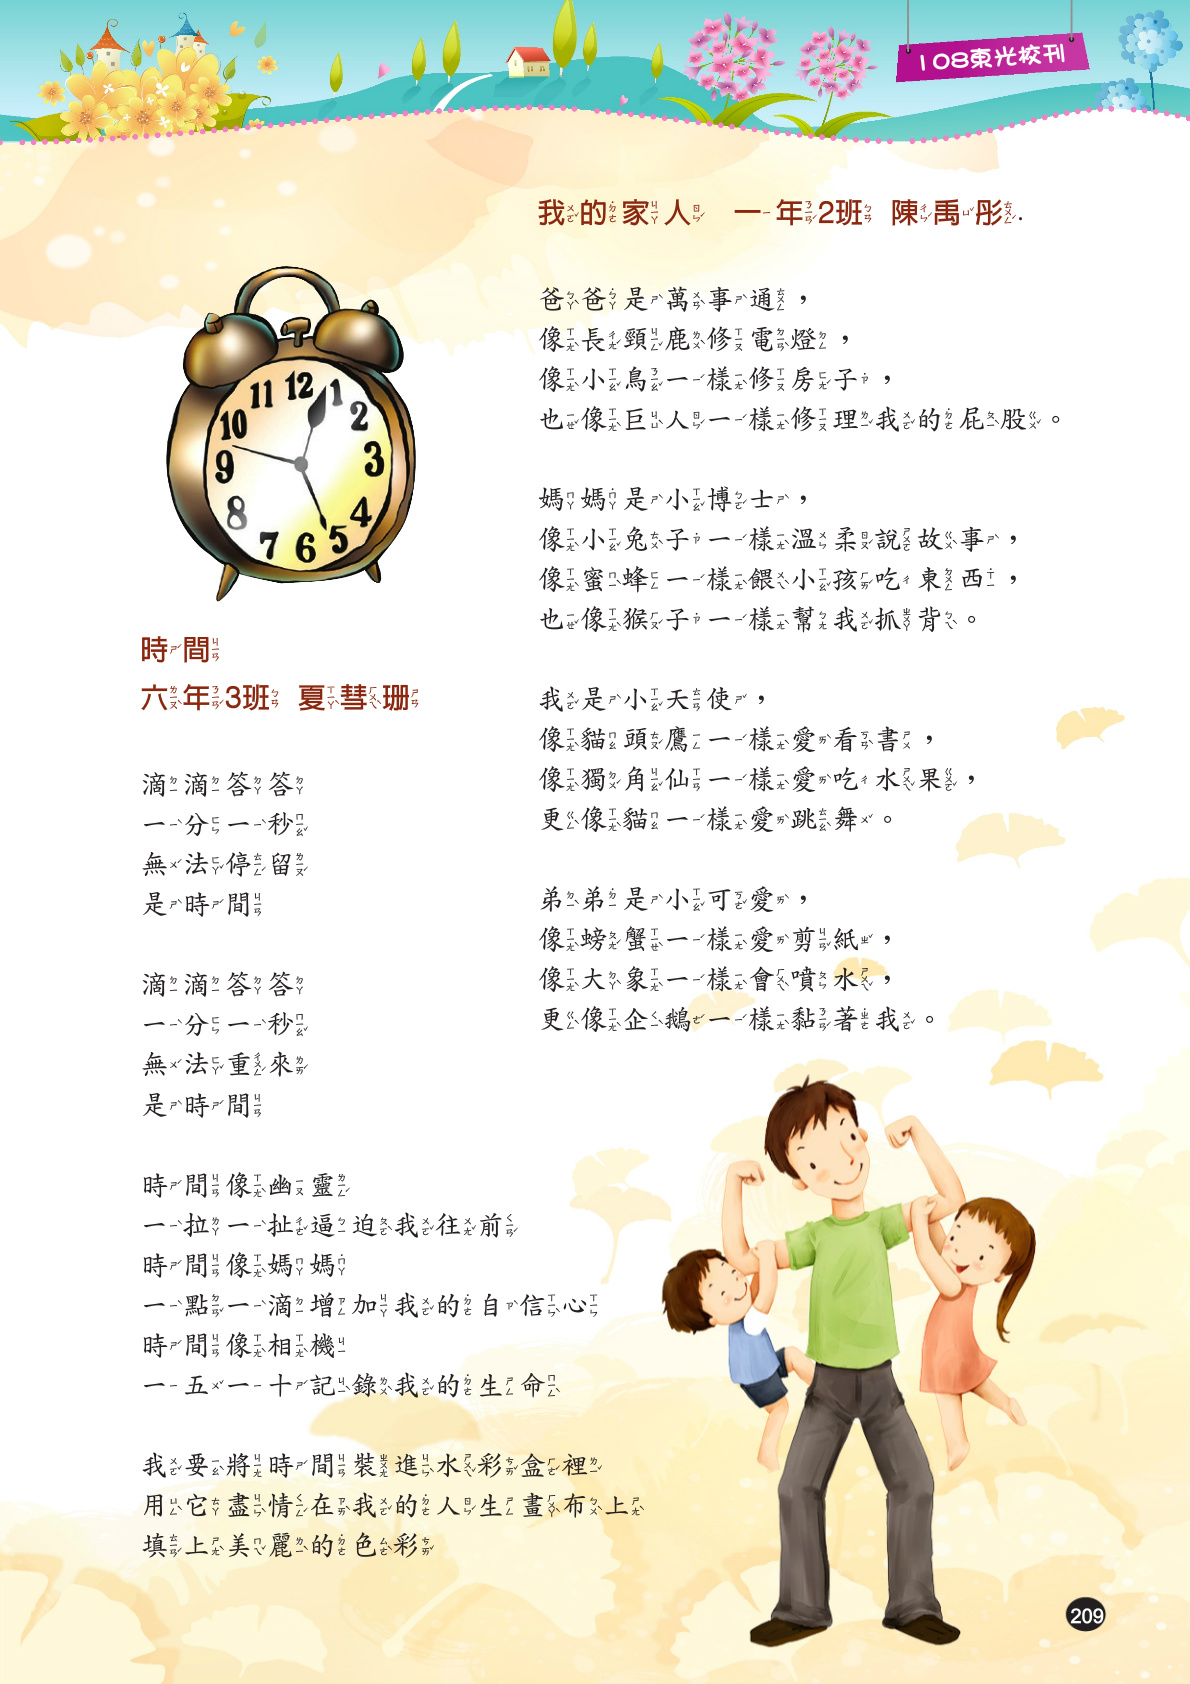 108東光校刊
我的家人 一年2班 陳禹彤.
爸爸是萬事通，
像長頸鹿修電燈，
像小鳥一樣修房子，
也像巨人一樣修理我的屁股。
媽媽是小博士，
像小兔子一樣溫柔說故事，
像蜜蜂一樣餵小孩吃東西，
也像猴子一樣幫我抓背。
我是小天使，
像貓頭鷹一樣愛看書，
像獨角仙一樣愛吃水果，
更像貓一樣愛跳舞。
弟弟是小可愛，
像螃蟹一樣愛剪紙，
像大象一樣會噴水，
更像企鵝一樣黏著我。
12
1
2
3
4
5
6
7
8
9
10
11
時間
六年3班 夏彗珊
滴滴答答
一分一秒
無法停留
是時間
滴滴答答
一分一秒
無法重來
是時間
時間像幽靈
一拉一扯逼迫我往前
時間像媽媽
一點一滴增加我的自信心
時間像相機
一五一十記錄我的生命
我要將時間裝進水彩盒裡
用它盡情在我的人生畫布上
填上美麗的色彩
209